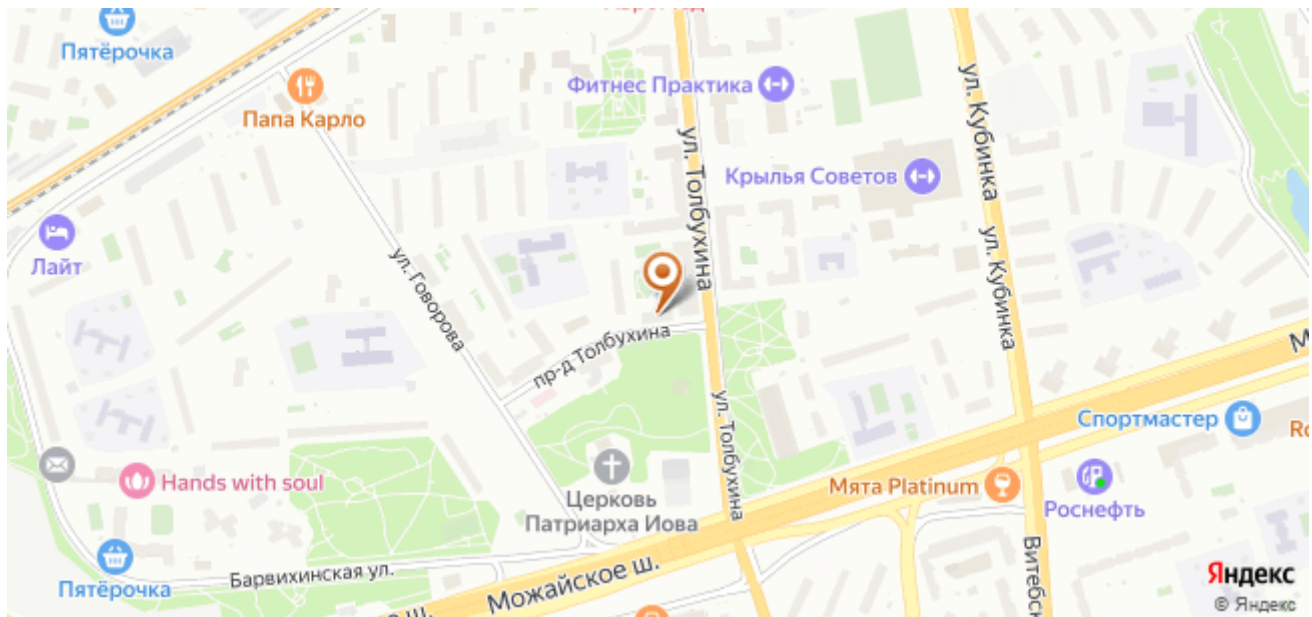 Пятёрочка
Фитнес Практика
Папа Карло
ул. Кубинка
ул. Толбухина
Крылья Советов
ул. Говорова
Лайт
ул. Кубинка
пр-д Толбухина
ул. Толбухина
Спортмастер
Hands with soul
Церковь
Патриарха Иова
Мята Platinum
Роснефть
Барвихинская ул.
Пятёрочка
Можайское ш.
Яндекс
© Яндекс